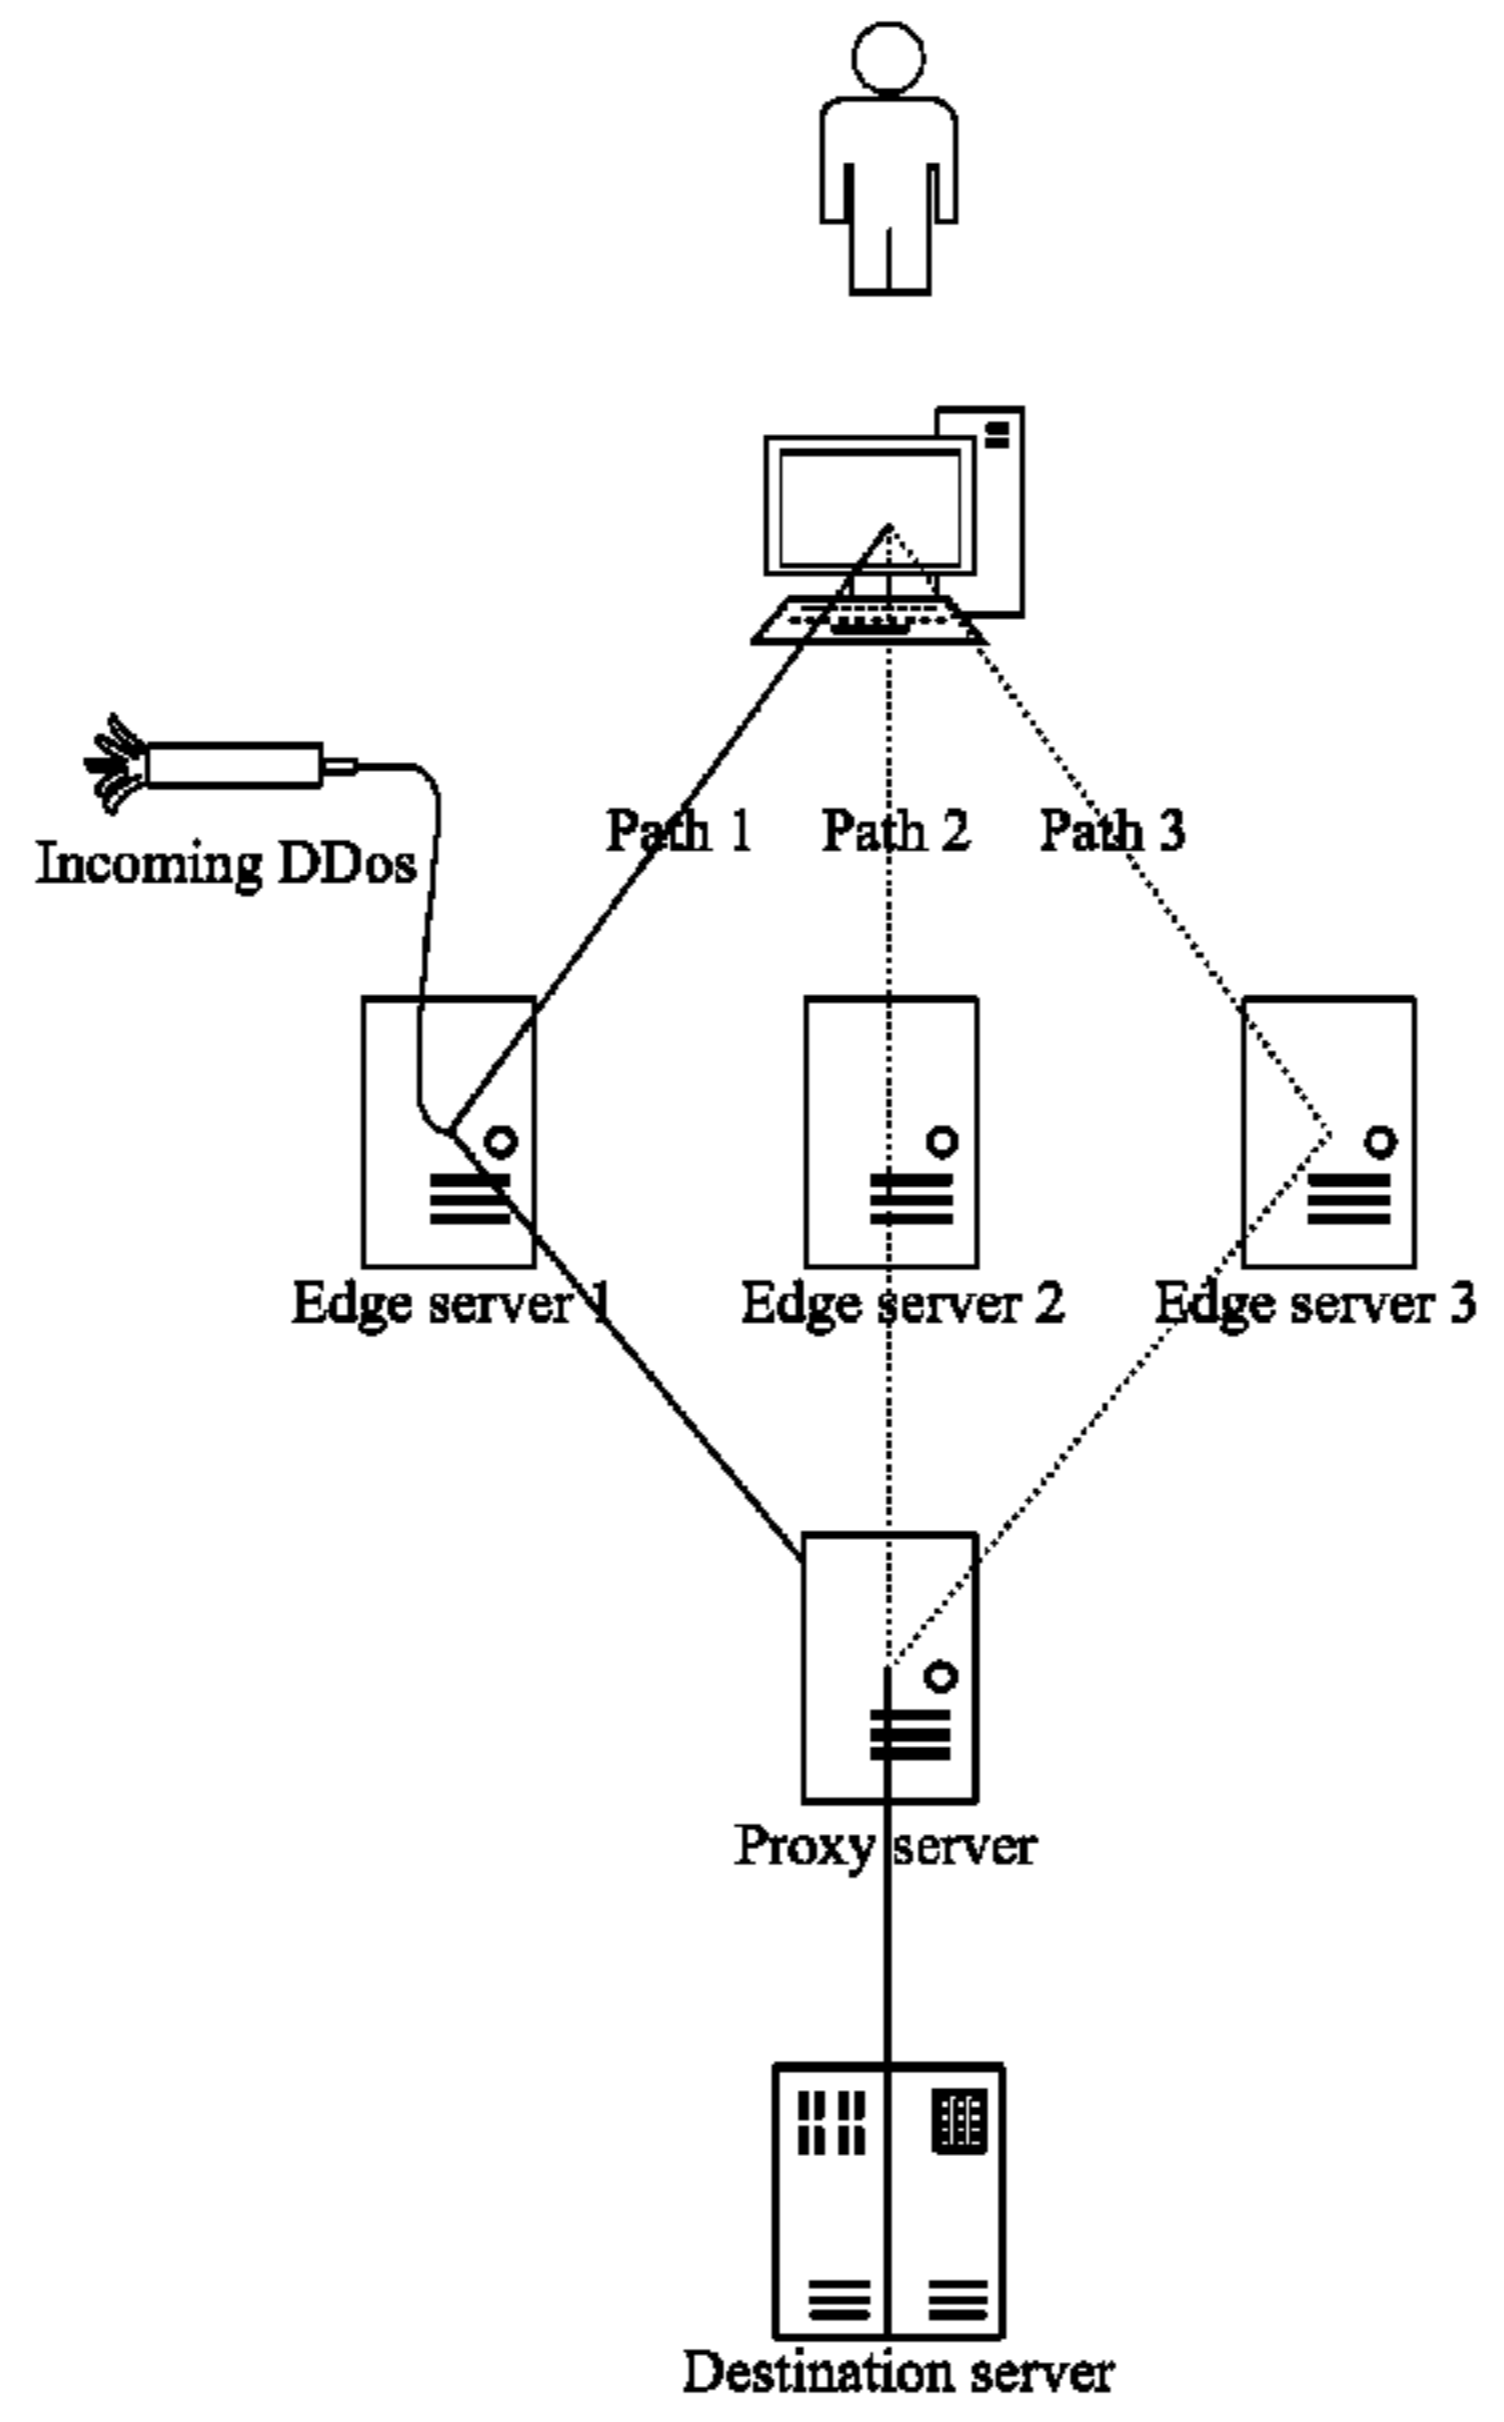 Path 1
Path 2
Path 3
Incoming DDos
Edge server 1
Edge server 2
Edge server 3
Proxy server
Destination server